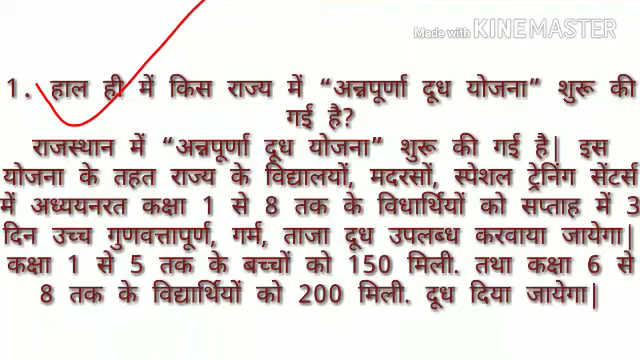 Made with KINEMASTER
1. हाल ही में किस राज्य में “अन्नपूर्णा दूध योजना” शुरू की
गई है?
राजस्थान में “अन्नपूर्णा दूध योजना” शुरू की गई है| इस
योजना के तहत राज्य के विद्यालयों, मदरसों, स्पेशल ट्रेनिंग सेंटर्स
में अध्ययनरत कक्षा 1 से 8 तक के विधार्थियों को सप्ताह में 3
दिन उच्च गुणवत्तापूर्ण, गर्म, ताजा दूध उपलब्ध करवाया जायेगा|
कक्षा 1 से 5 तक के बच्चों को 150 मिली. तथा कक्षा 6 से
8 तक के विद्यार्थियों को 200 मिली. दूध दिया जायेगा|